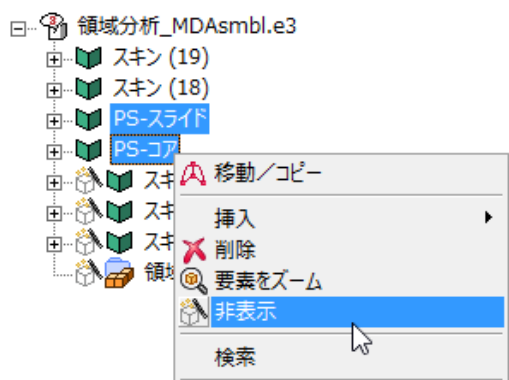 領域分析_MDAsmbl.e3
スキン (19)
スキン (18)
PS-スライド
PS-コア
スキ
スキ
スキ
領域
移動／コピー
挿入
削除
要素をズーム
非表示
検索